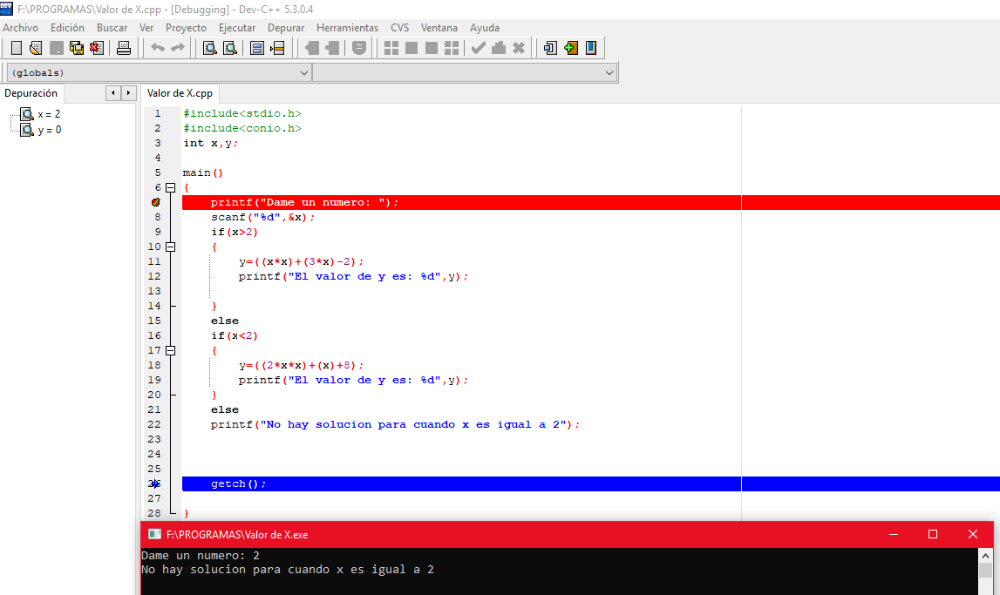 F:\PROGRAMAS\Valor de X.cpp - [Debugging] - Dev-C++ 5.3.0.4
Archivo Edición Buscar Ver Proyecto Ejecutar Depurar Herramientas CVS Ventana Ayuda
(globals)
Depuración
x = 2
y = 0
Valor de X.cpp
1 #include<stdio.h>
2 #include<conio.h>
3 int x,y;
4
5 main()
6 {
printf("Dame un numero: ");
8 scanf("%d",&x);
9 if(x>2)
10 {
11 y=((x*x)+(3*x)-2);
12 printf("El valor de y es: %d",y);
13
14 }
15 else
16 if(x<2)
17 {
18 y=((2*x*x)+(x)+8);
19 printf("El valor de y es: %d",y);
20 }
21 else
22 printf("No hay solucion para cuando x es igual a 2");
23
24
25
26 getch();
27
28 }
F:\PROGRAMAS\Valor de X.exe
Dame un numero: 2
No hay solucion para cuando x es igual a 2